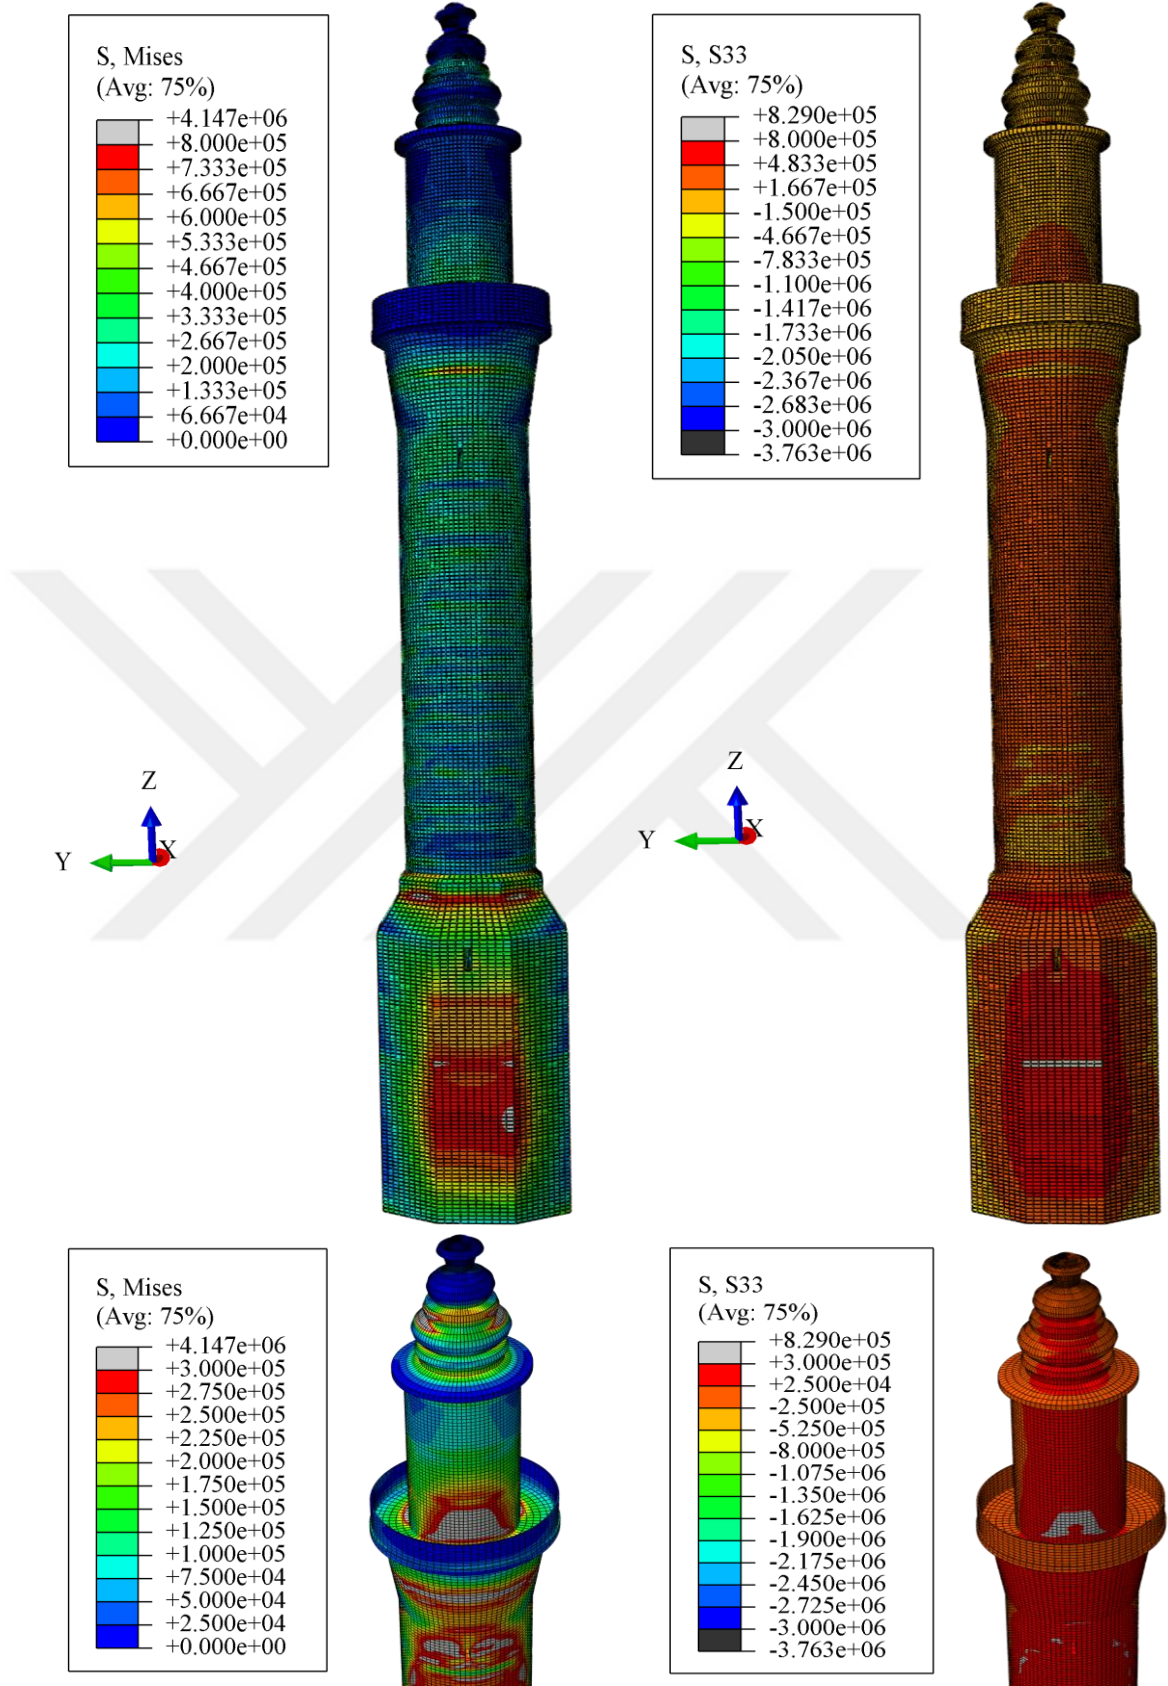 S, Mises
(Avg: 75%)
+4.147e+06
+8.000e+05
+7.333e+05
+6.667e+05
+6.000e+05
+5.333e+05
+4.667e+05
+4.000e+05
+3.333e+05
+2.667e+05
+2.000e+05
+1.333e+05
+6.667e+04
+0.000e+00
S, S33
(Avg: 75%)
+8.290e+05
+8.000e+05
+4.833e+05
+1.667e+05
-1.500e+05
-4.667e+05
-7.833e+05
-1.100e+06
-1.417e+06
-1.733e+06
-2.050e+06
-2.367e+06
-2.683e+06
-3.000e+06
-3.763e+06
Z
Y
X
Z
Y
X
S, Mises
(Avg: 75%)
+4.147e+06
+3.000e+05
+2.750e+05
+2.500e+05
+2.250e+05
+2.000e+05
+1.750e+05
+1.500e+05
+1.250e+05
+1.000e+05
+7.500e+04
+5.000e+04
+2.500e+04
+0.000e+00
S, S33
(Avg: 75%)
+8.290e+05
+3.000e+05
+2.500e+04
-2.500e+05
-5.250e+05
-8.000e+05
-1.075e+06
-1.350e+06
-1.625e+06
-1.900e+06
-2.175e+06
-2.450e+06
-2.725e+06
-3.000e+06
-3.763e+06